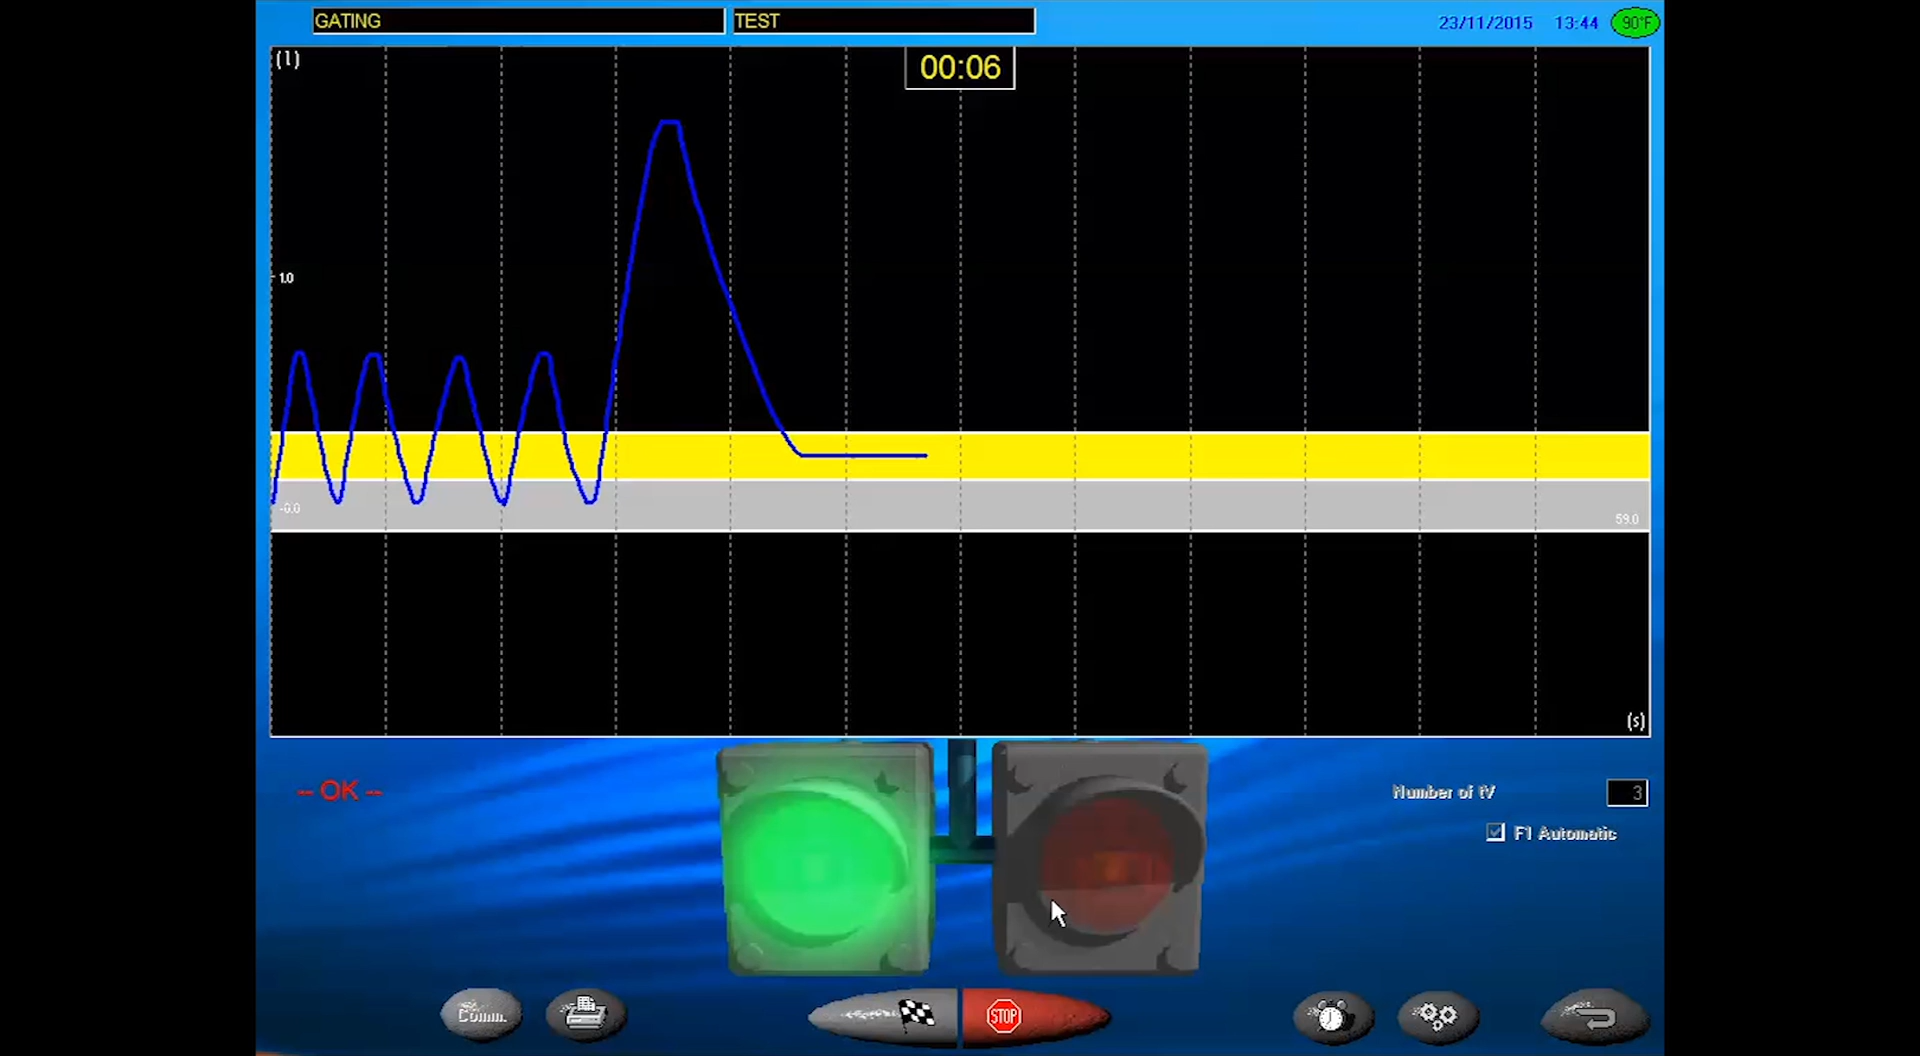 GATING
TEST
23/11/2015 13:44 90°F
(l)
00:06
1.0
-0.0
59.0
(s)
-- OK --
Number of tV 3
F1 Automatic
Comm.
STOP